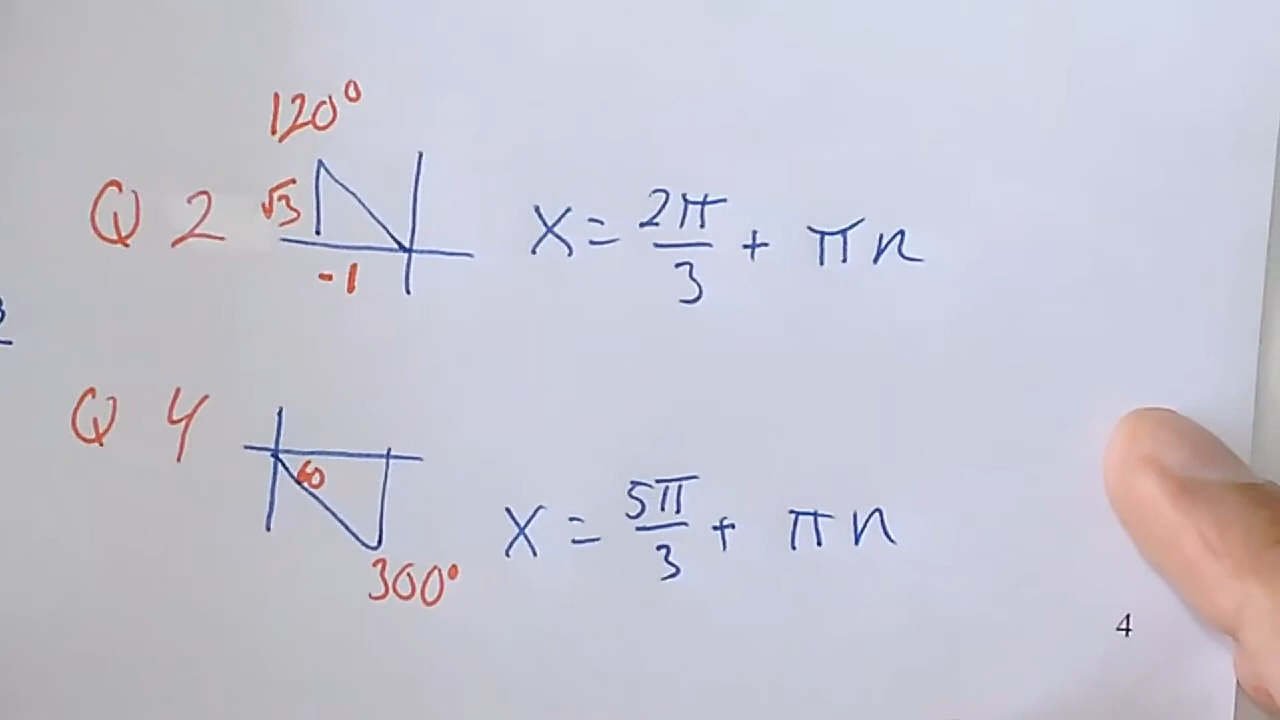 120°
Q 2 √3 x = 2π/3 + πn
-1
Q 4
60
x = 5π/3 + πn
300°
4